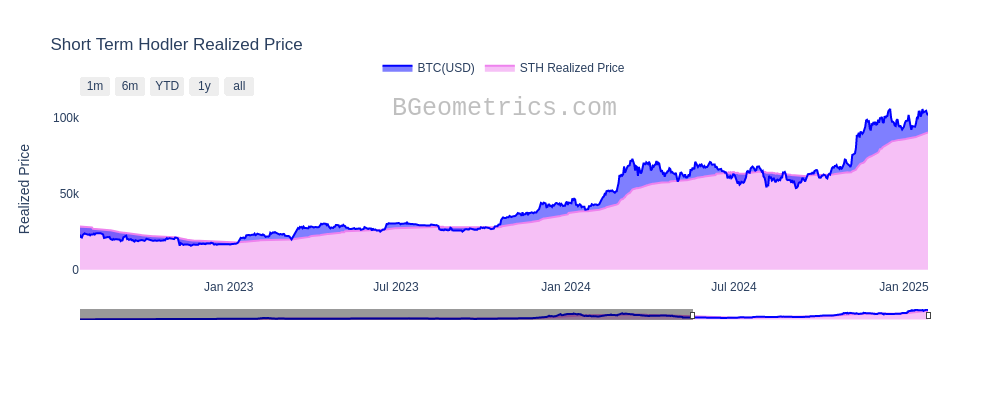 Short Term Hodler Realized Price
BTC(USD) STH Realized Price
1m 6m YTD 1y all
BGeometrics.com
100k
50k
0
Realized Price
Jan 2023 Jul 2023 Jan 2024 Jul 2024 Jan 2025